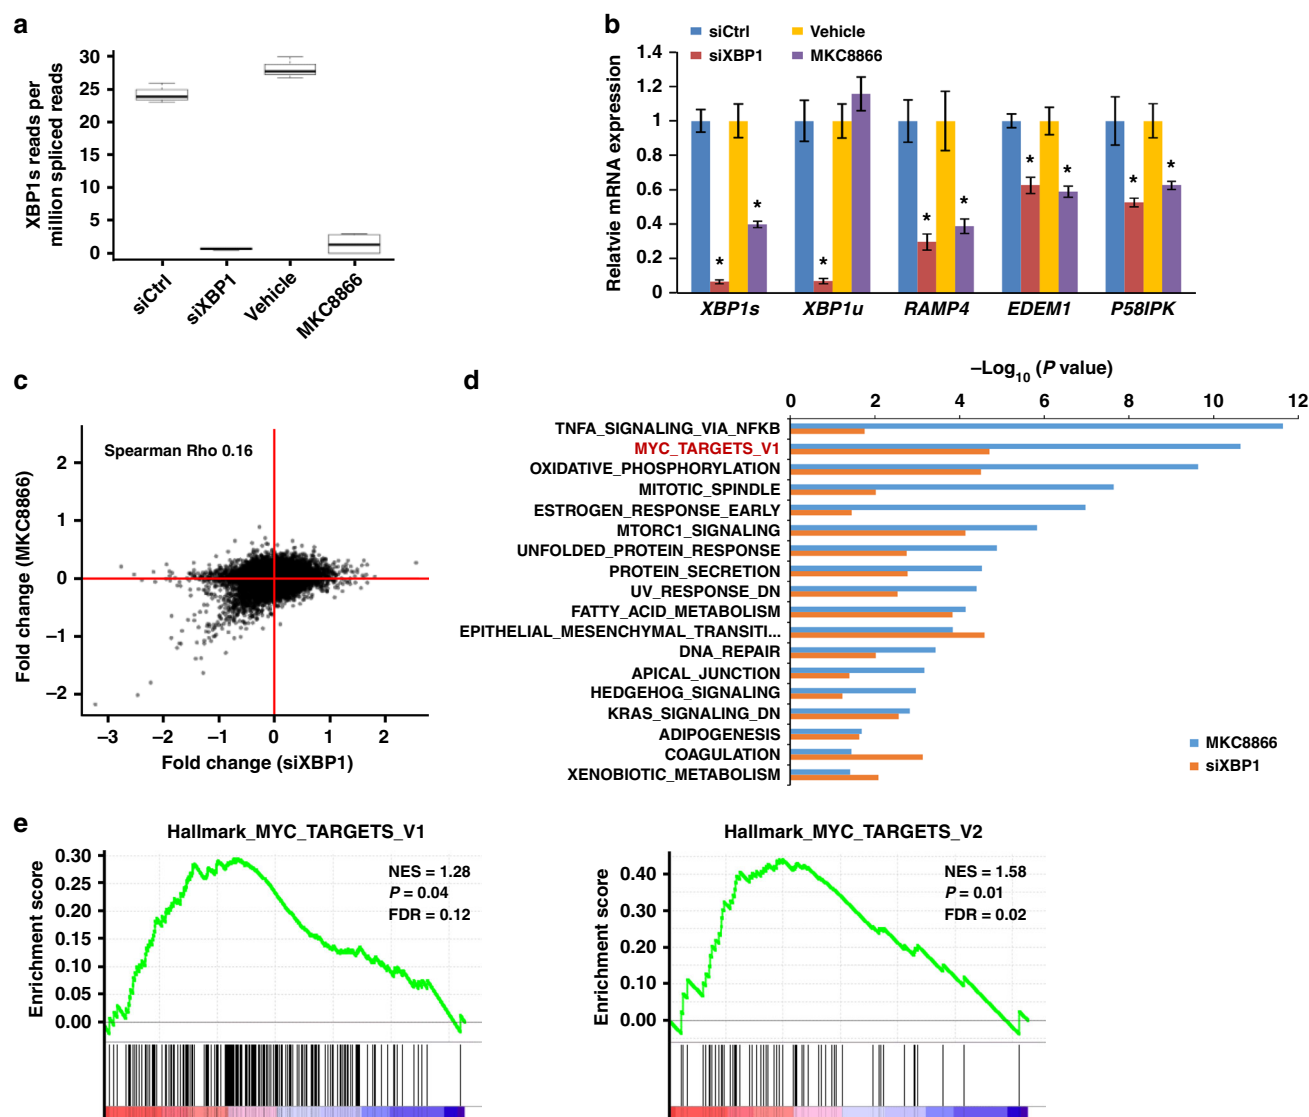 a
XBP1s reads per
million spliced reads
30
25
20
15
10
5
0
siCtrl
siXBP1
Vehicle
MKC8866
b
siCtrl
Vehicle
siXBP1
MKC8866
Relatvie mRNA expression
1.4
1.2
1
0.8
0.6
0.4
0.2
0
* * * * * * * * *
XBP1s XBP1u RAMP4 EDEM1 P58IPK
c
Spearman Rho 0.16
Fold change (MKC8866)
2
1
0
–1
–2
–3 –2 –1 0 1 2
Fold change (siXBP1)
d
–Log10 (P value)
0 2 4 6 8 10 12
TNFA_SIGNALING_VIA_NFKB
MYC_TARGETS_V1
OXIDATIVE_PHOSPHORYLATION
MITOTIC_SPINDLE
ESTROGEN_RESPONSE_EARLY
MTORC1_SIGNALING
UNFOLDED_PROTEIN_RESPONSE
PROTEIN_SECRETION
UV_RESPONSE_DN
FATTY_ACID_METABOLISM
EPITHELIAL_MESENCHYMAL_TRANSITI...
DNA_REPAIR
APICAL_JUNCTION
HEDGEHOG_SIGNALING
KRAS_SIGNALING_DN
ADIPOGENESIS
COAGULATION
XENOBIOTIC_METABOLISM
MKC8866
siXBP1
e
Hallmark_MYC_TARGETS_V1
Enrichment score
0.30
0.25
0.20
0.15
0.10
0.05
0.00
NES = 1.28
P = 0.04
FDR = 0.12
Hallmark_MYC_TARGETS_V2
Enrichment score
0.40
0.30
0.20
0.10
0.00
NES = 1.58
P = 0.01
FDR = 0.02